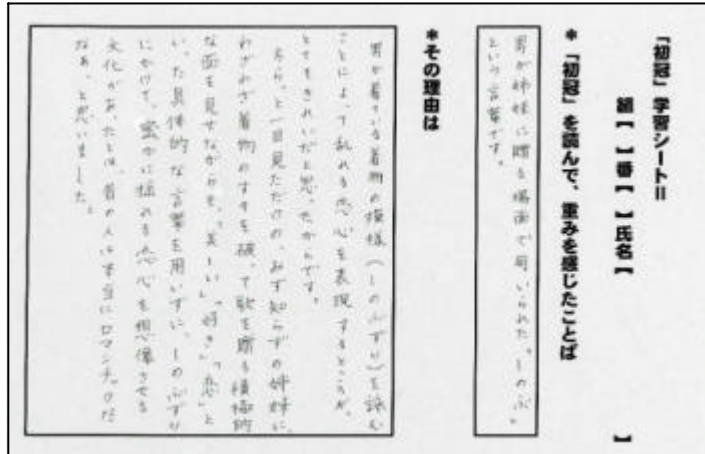 「初冠」学習シートⅡ
組】【番】【氏名】 】
＊「初冠」を読んで、重みを感じたことば
男が姉妹に贈る場面で用いられた「しのぶ」
という言葉です。
＊その理由は
男が着ている着物の模様（しのぶずり）を詠む
ことによって乱れる恋心を表現するところが、
とてもきれいだと思ったからです。
ちらっと一目見ただけの、みず知らずの姉妹に、
わざわざ着物のすそを破って歌を贈る積極的
な面を見せながらも、「美しい」「好き」「恋」と
いった具体的な言葉を用いずに、しのぶずり
にかけて、密かに揺れる恋心を想像させる
文化があったとは、昔の人は本当にロマンチックだ
なぁ、と思いました。